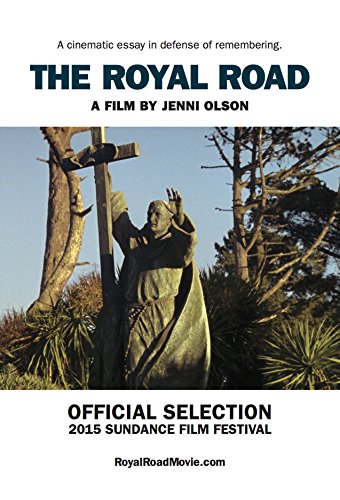 A cinematic essay in defense of remembering.
THE ROYAL ROAD
A FILM BY JENNI OLSON
OFFICIAL SELECTION
2015 SUNDANCE FILM FESTIVAL
RoyalRoadMovie.com